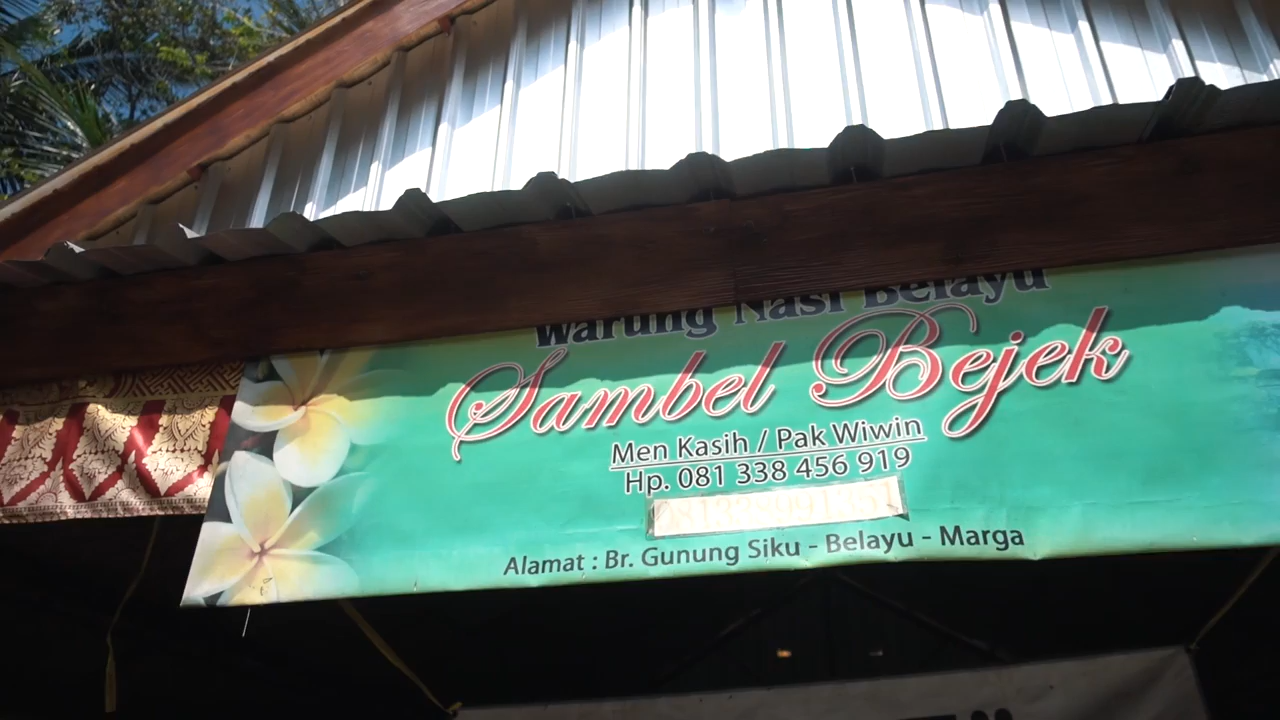 Warung Nasi Belayu
Sambel Bejek
Men Kasih / Pak Wiwin
Hp. 081 338 456 919
Alamat : Br. Gunung Siku - Belayu - Marga